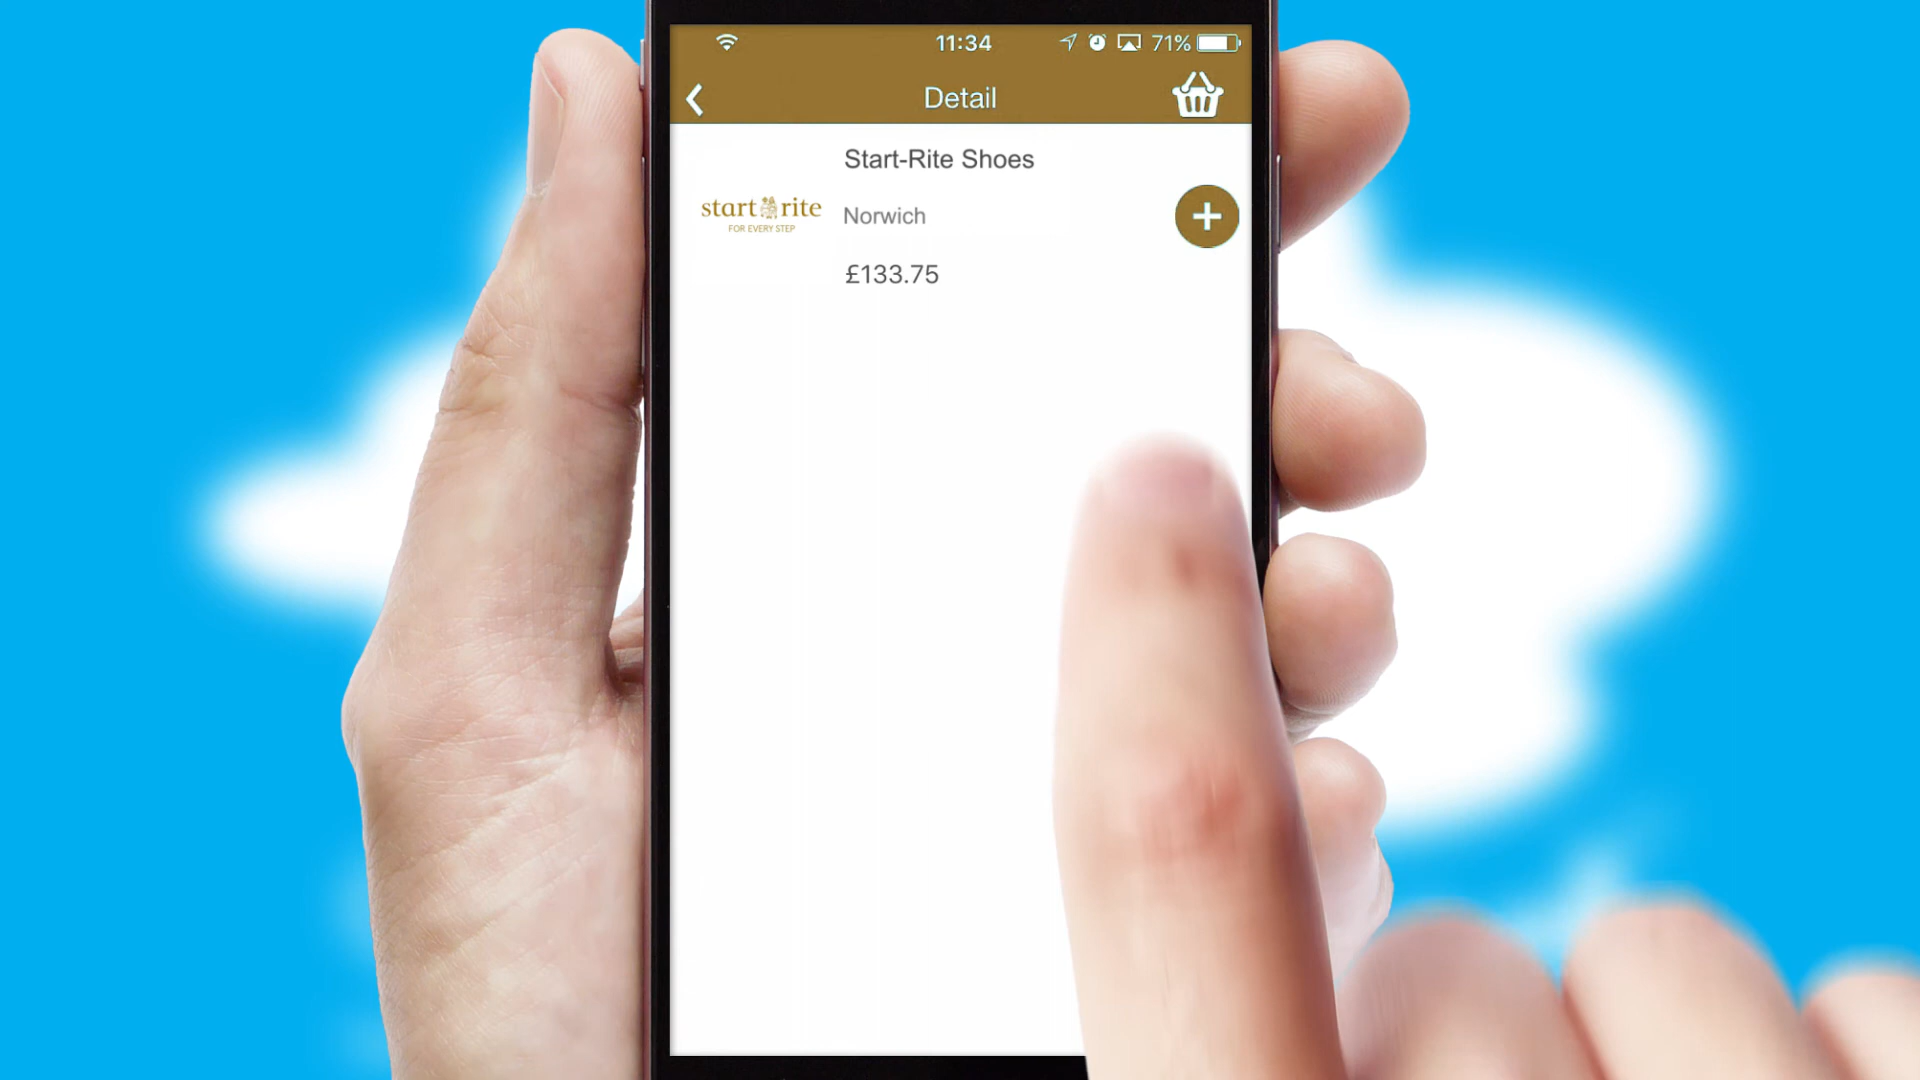 11:34 71%
Detail
Start-Rite Shoes
start rite
FOR EVERY STEP
Norwich
£133.75